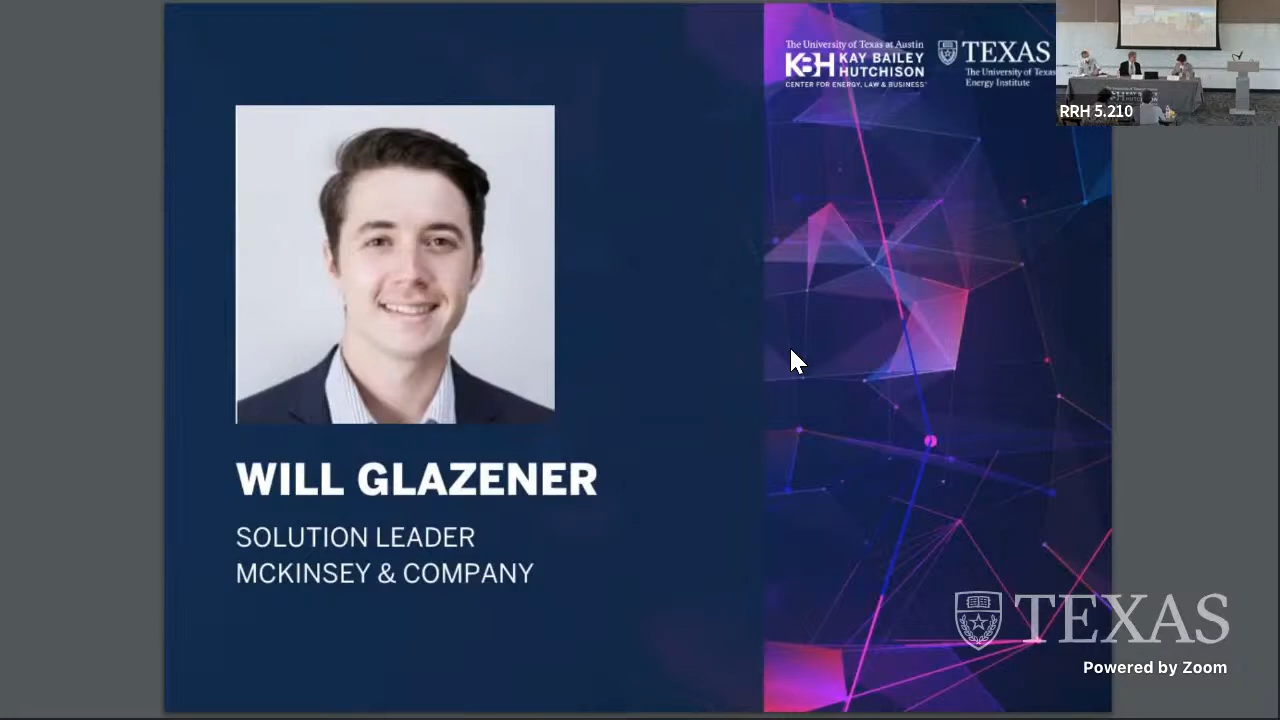 The University of Texas at Austin
KBH KAY BAILEY
HUTCHISON
CENTER FOR ENERGY, LAW & BUSINESS
TEXAS
The University of Texas
Energy Institute
RRH 5.210
WILL GLAZENER
SOLUTION LEADER
MCKINSEY & COMPANY
TEXAS
Powered by Zoom